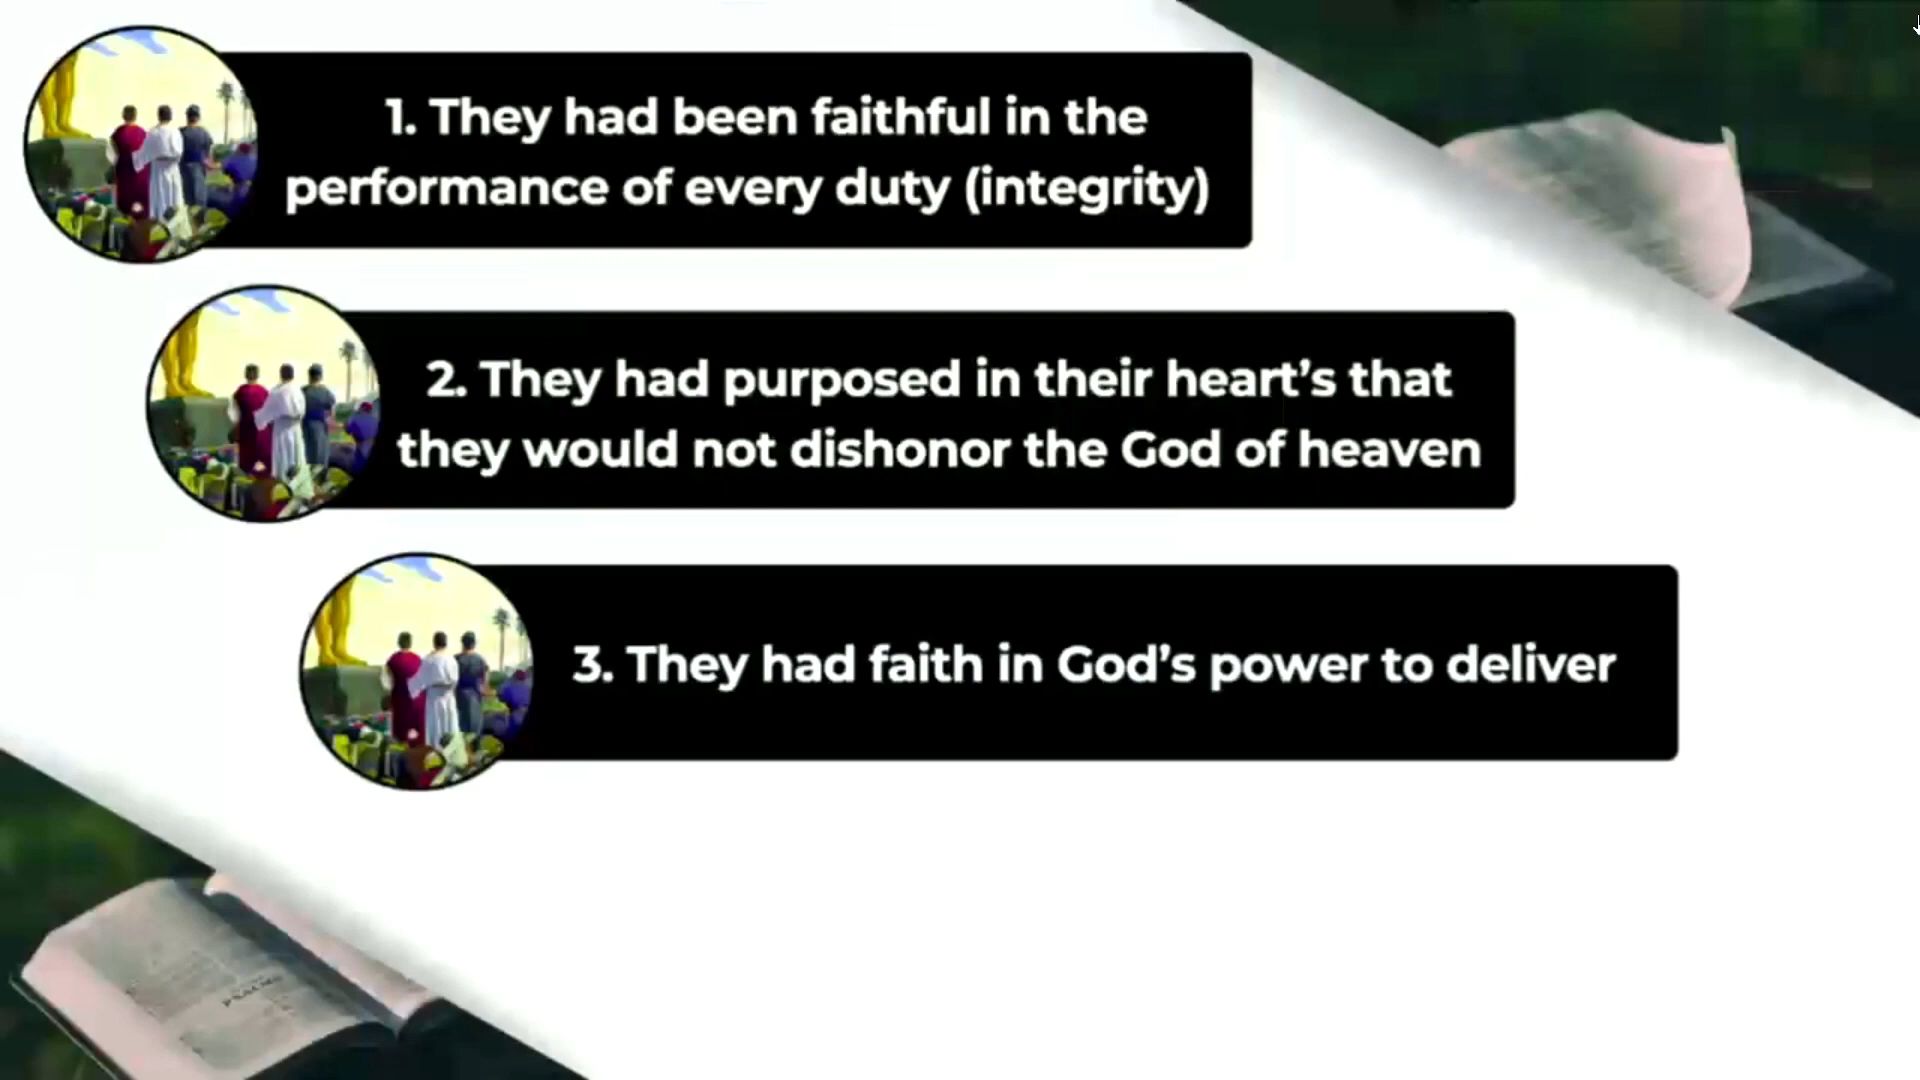 1. They had been faithful in the
performance of every duty (integrity)
2. They had purposed in their heart's that
they would not dishonor the God of heaven
3. They had faith in God's power to deliver
PSALMS